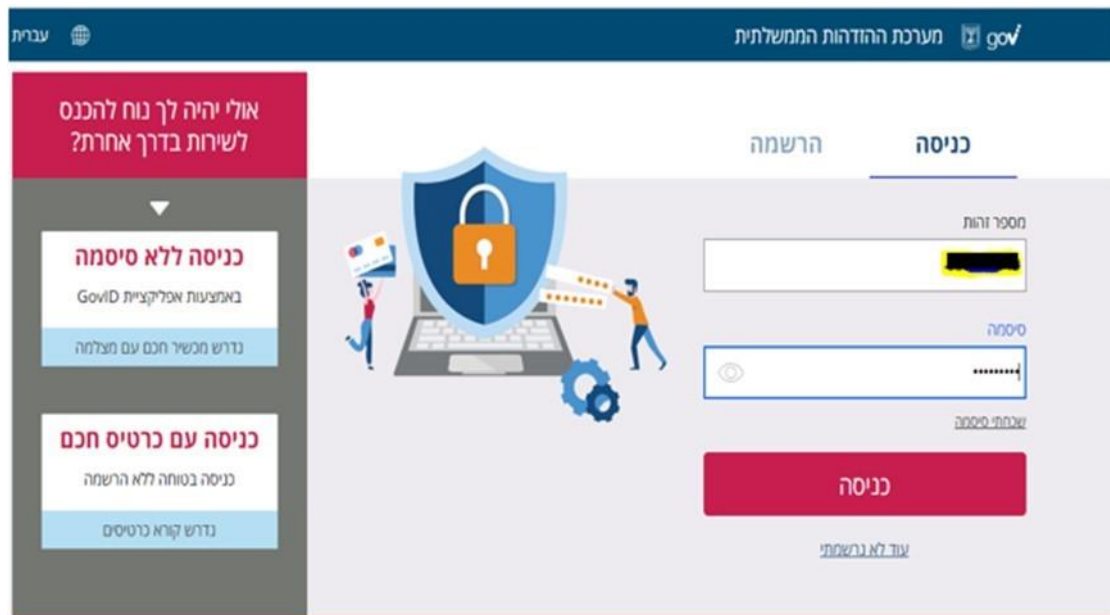 gov מערכת ההזדהות הממשלתית
עברית
כניסה
הרשמה
מספר זהות
סיסמה
•••••••••
שכחתי סיסמה
כניסה
עוד לא נרשמתי
אולי יהיה לך נוח להכנס
לשירות בדרך אחרת?
כניסה ללא סיסמה
באמצעות אפליקציית GovID
נדרש מכשיר חכם עם מצלמה
כניסה עם כרטיס חכם
כניסה בטוחה ללא הרשמה
נדרש קורא כרטיסים